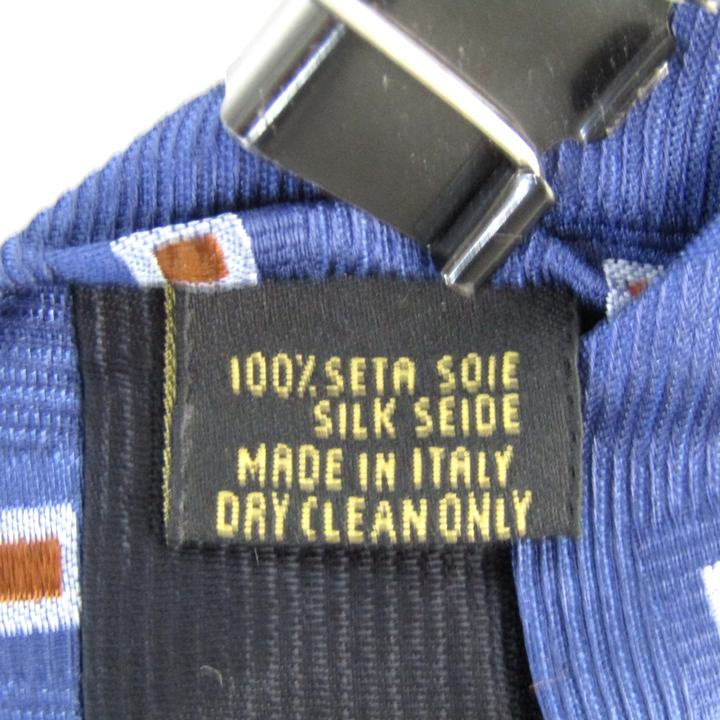 100% SETA SOIE
SILK SEIDE
MADE IN ITALY
DRY CLEAN ONLY